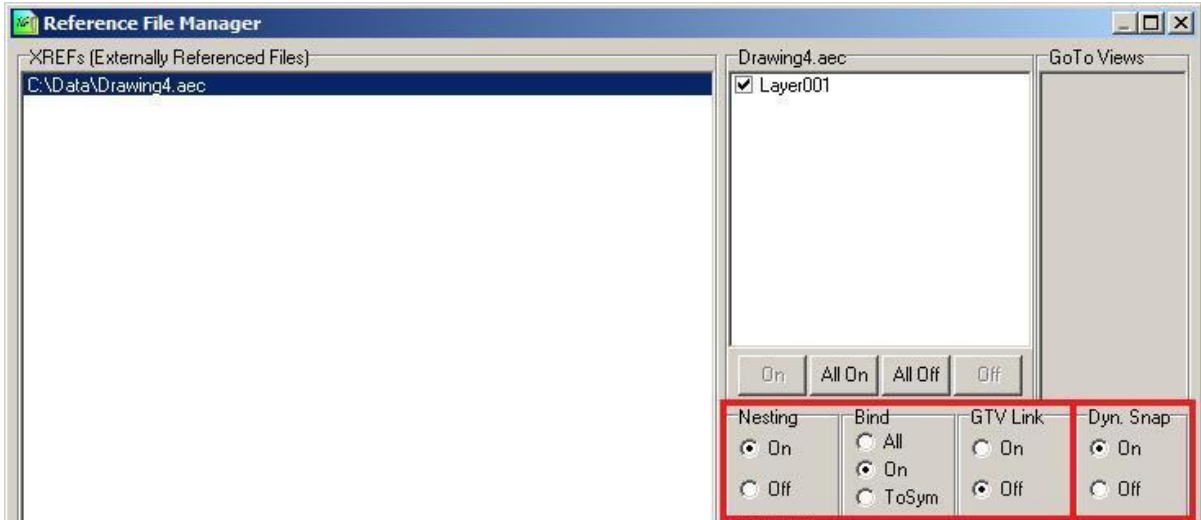 Reference File Manager
XREFs (Externally Referenced Files)
C:\Data\Drawing4.aec
Drawing4.aec
Layer001
GoTo Views
On All On All Off Off
Nesting
On
Off
Bind
All
On
ToSym
GTV Link
On
Off
Dyn. Snap
On
Off